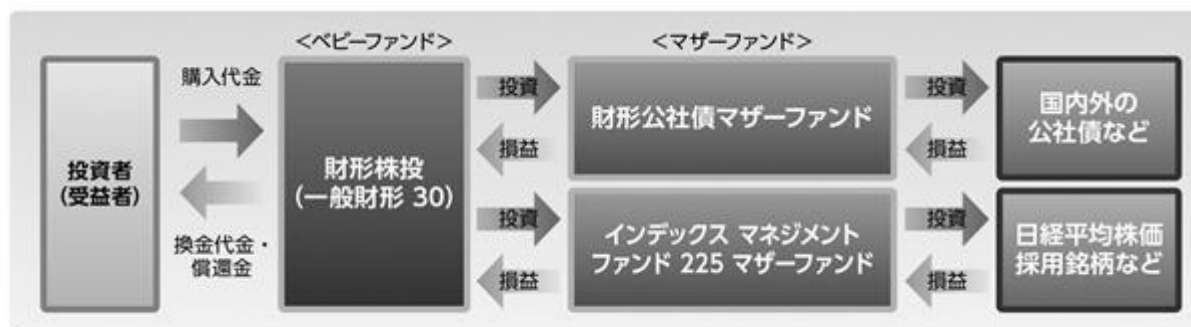 <ベビーファンド>
<マザーファンド>
投資者
(受益者)
購入代金
換金代金・
償還金
財形株投
(一般財形 30)
投資
損益
財形公社債マザーファンド
投資
損益
国内外の
公社債など
投資
損益
インデックス マネジメント
ファンド 225 マザーファンド
投資
損益
日経平均株価
採用銘柄など